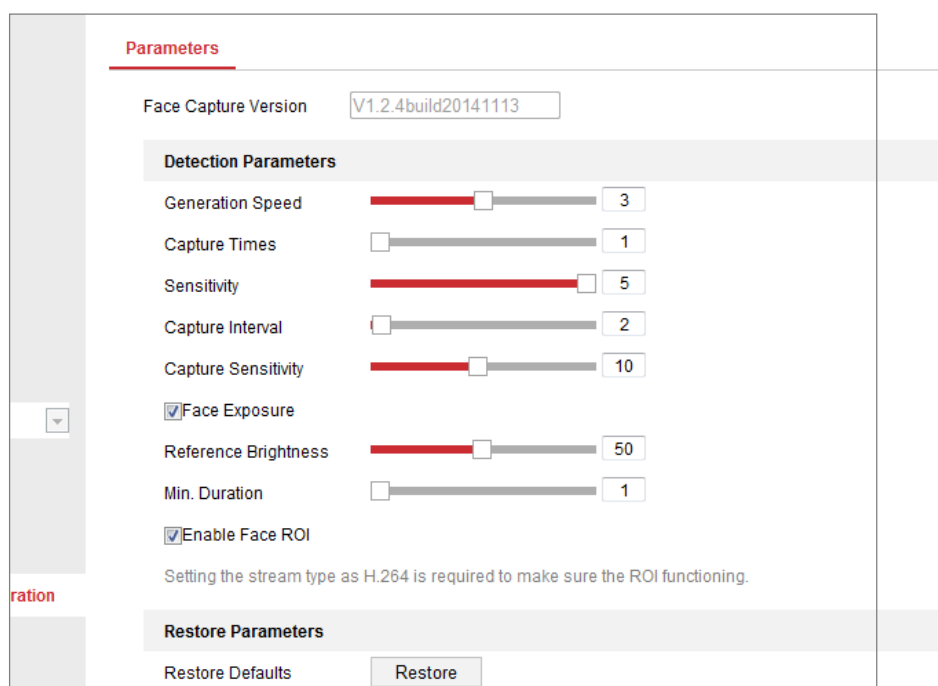 Parameters
Face Capture Version V1.2.4build20141113
Detection Parameters
Generation Speed 3
Capture Times 1
Sensitivity 5
Capture Interval 2
Capture Sensitivity 10
Face Exposure
Reference Brightness 50
Min. Duration 1
Enable Face ROI
Setting the stream type as H.264 is required to make sure the ROI functioning.
ration
Restore Parameters
Restore Defaults Restore